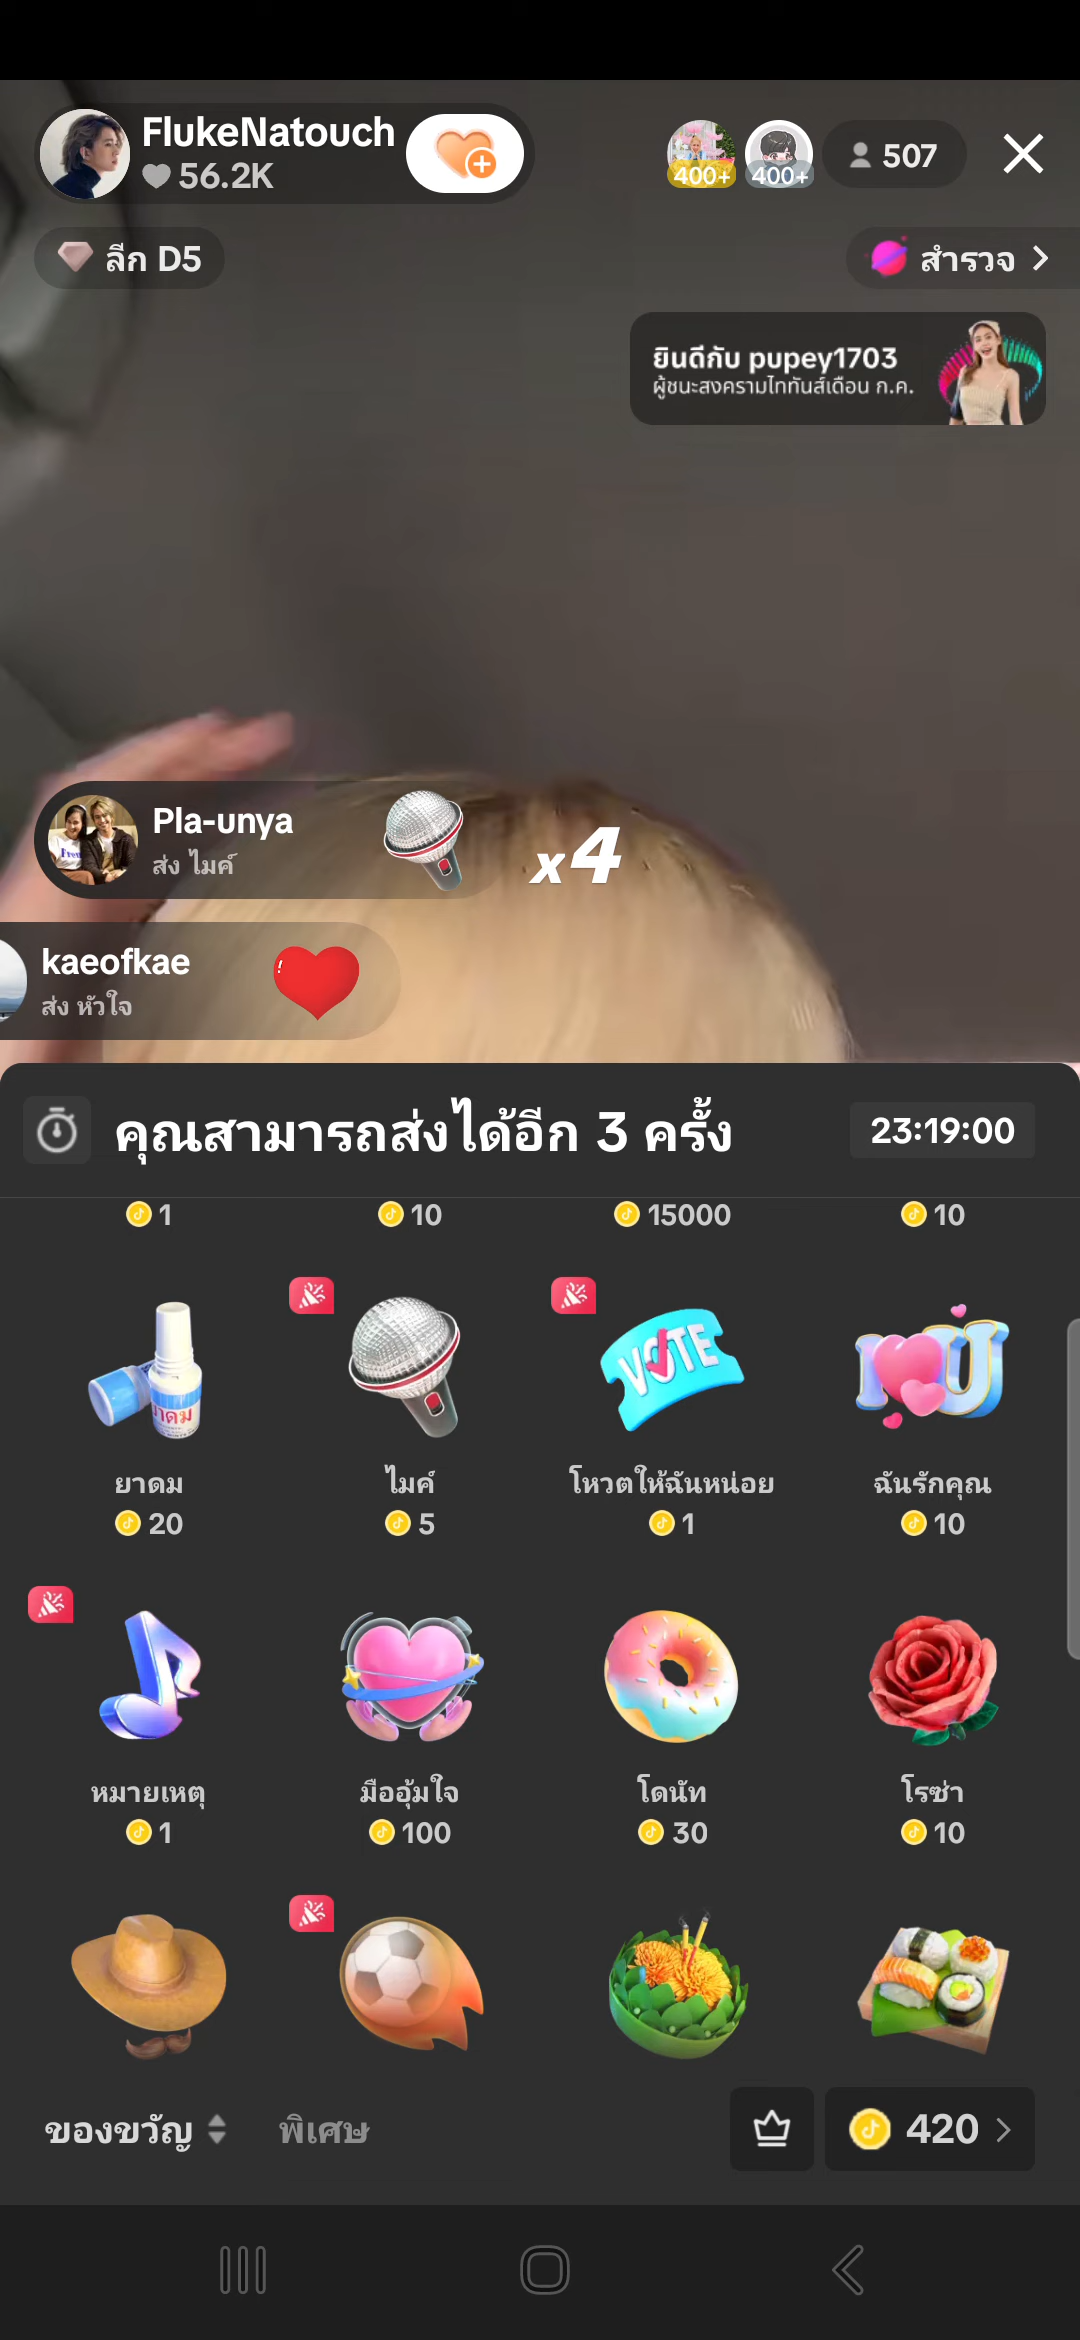 FlukeNatouch
56.2K
400+
400+
507
ลีก D5
สำรวจ
ยินดีกับ pupey1703
ผู้ชนะสงครามไททันส์เดือน ก.ค.
Pla-unya
ส่ง ไมค์
x4
kaeofkae
ส่ง หัวใจ
คุณสามารถส่งได้อีก 3 ครั้ง
23:19:00
1
10
15000
10
ยาดม
VOTE
I U
ยาดม
ไมค์
โหวตให้ฉันหน่อย
ฉันรักคุณ
20
5
1
10
หมายเหตุ
มืออุ้มใจ
โดนัท
โรซ่า
1
100
30
10
ของขวัญ
พิเศษ
420